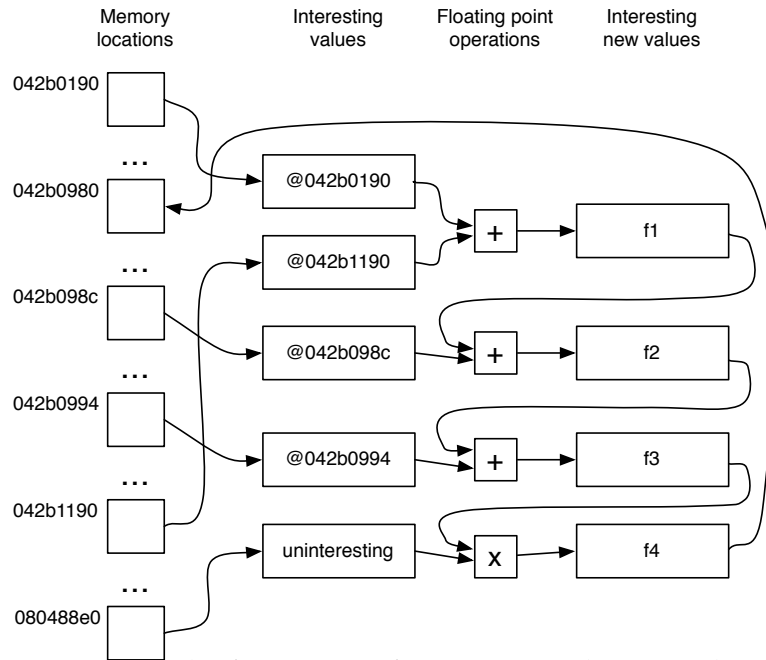 Memory
locations
Interesting
values
Floating point
operations
Interesting
new values
042b0190
...
042b0980
...
042b098c
...
042b0994
...
042b1190
...
080488e0
@042b0190
@042b1190
@042b098c
@042b0994
uninteresting
+
+
+
x
f1
f2
f3
f4